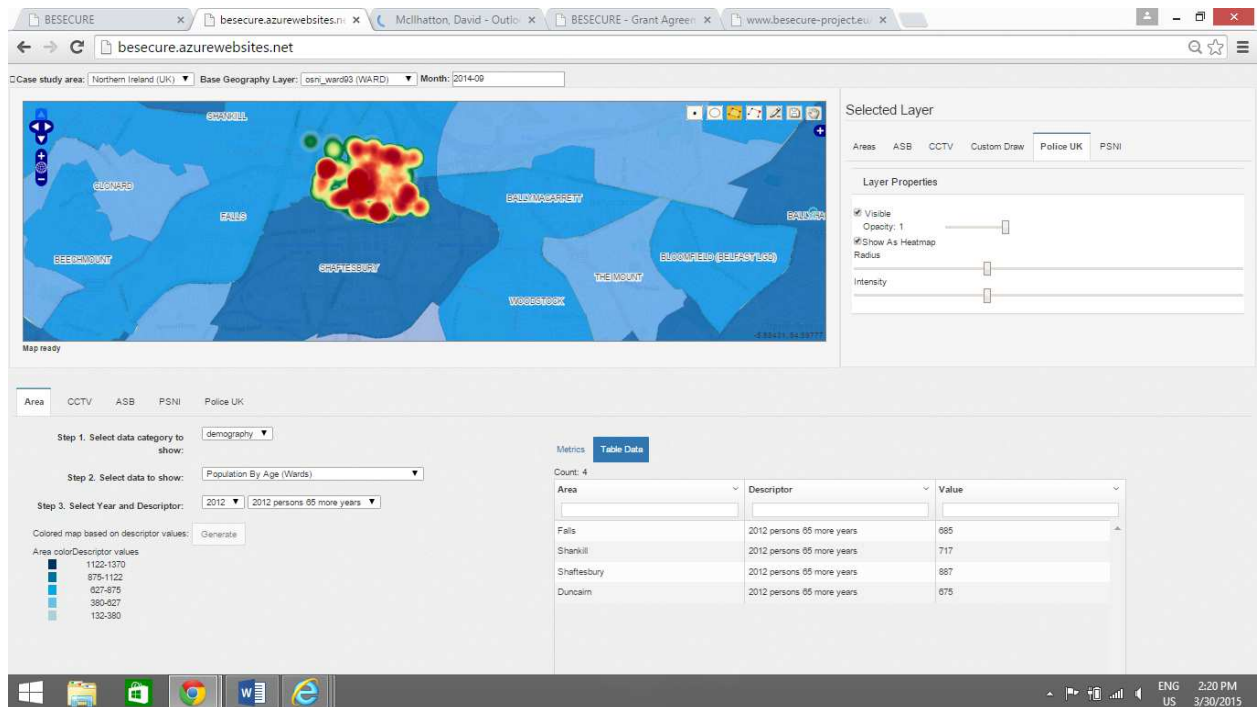 BESECURE
besecure.azurewebsites.n
McIlhatton, David - Outlo
BESECURE - Grant Agreem
www.besecure-project.eu/
besecure.azurewebsites.net
Case study area: Northern Ireland (UK) Base Geography Layer: osni_ward93 (WARD) Month: 2014-09
SHANKILL
CLONARD
FALLS
BALLYMACARRETT
BEECHMOUNT
SHAFTESBURY
BLOOMFIELD (BELFAST LGD)
THE MOUNT
WOODSTOCK
Map ready
Selected Layer
Areas ASB CCTV Custom Draw Police UK PSNI
Layer Properties
Visible
Opacity: 1
Show As Heatmap
Radius
Intensity
Area CCTV ASB PSNI Police UK
Step 1. Select data category to
show:
demography
Step 2. Select data to show: Population By Age (Wards)
Step 3. Select Year and Descriptor: 2012 2012 persons 65 more years
Colored map based on descriptor values: Generate
Area colorDescriptor values
1122-1370
875-1122
627-875
380-627
132-380
Metrics Table Data
Count: 4
Area Descriptor Value
Falls 2012 persons 65 more years 685
Shankill 2012 persons 65 more years 717
Shaftesbury 2012 persons 65 more years 887
Duncairn 2012 persons 65 more years 675
ENG 2:20 PM
US 3/30/2015